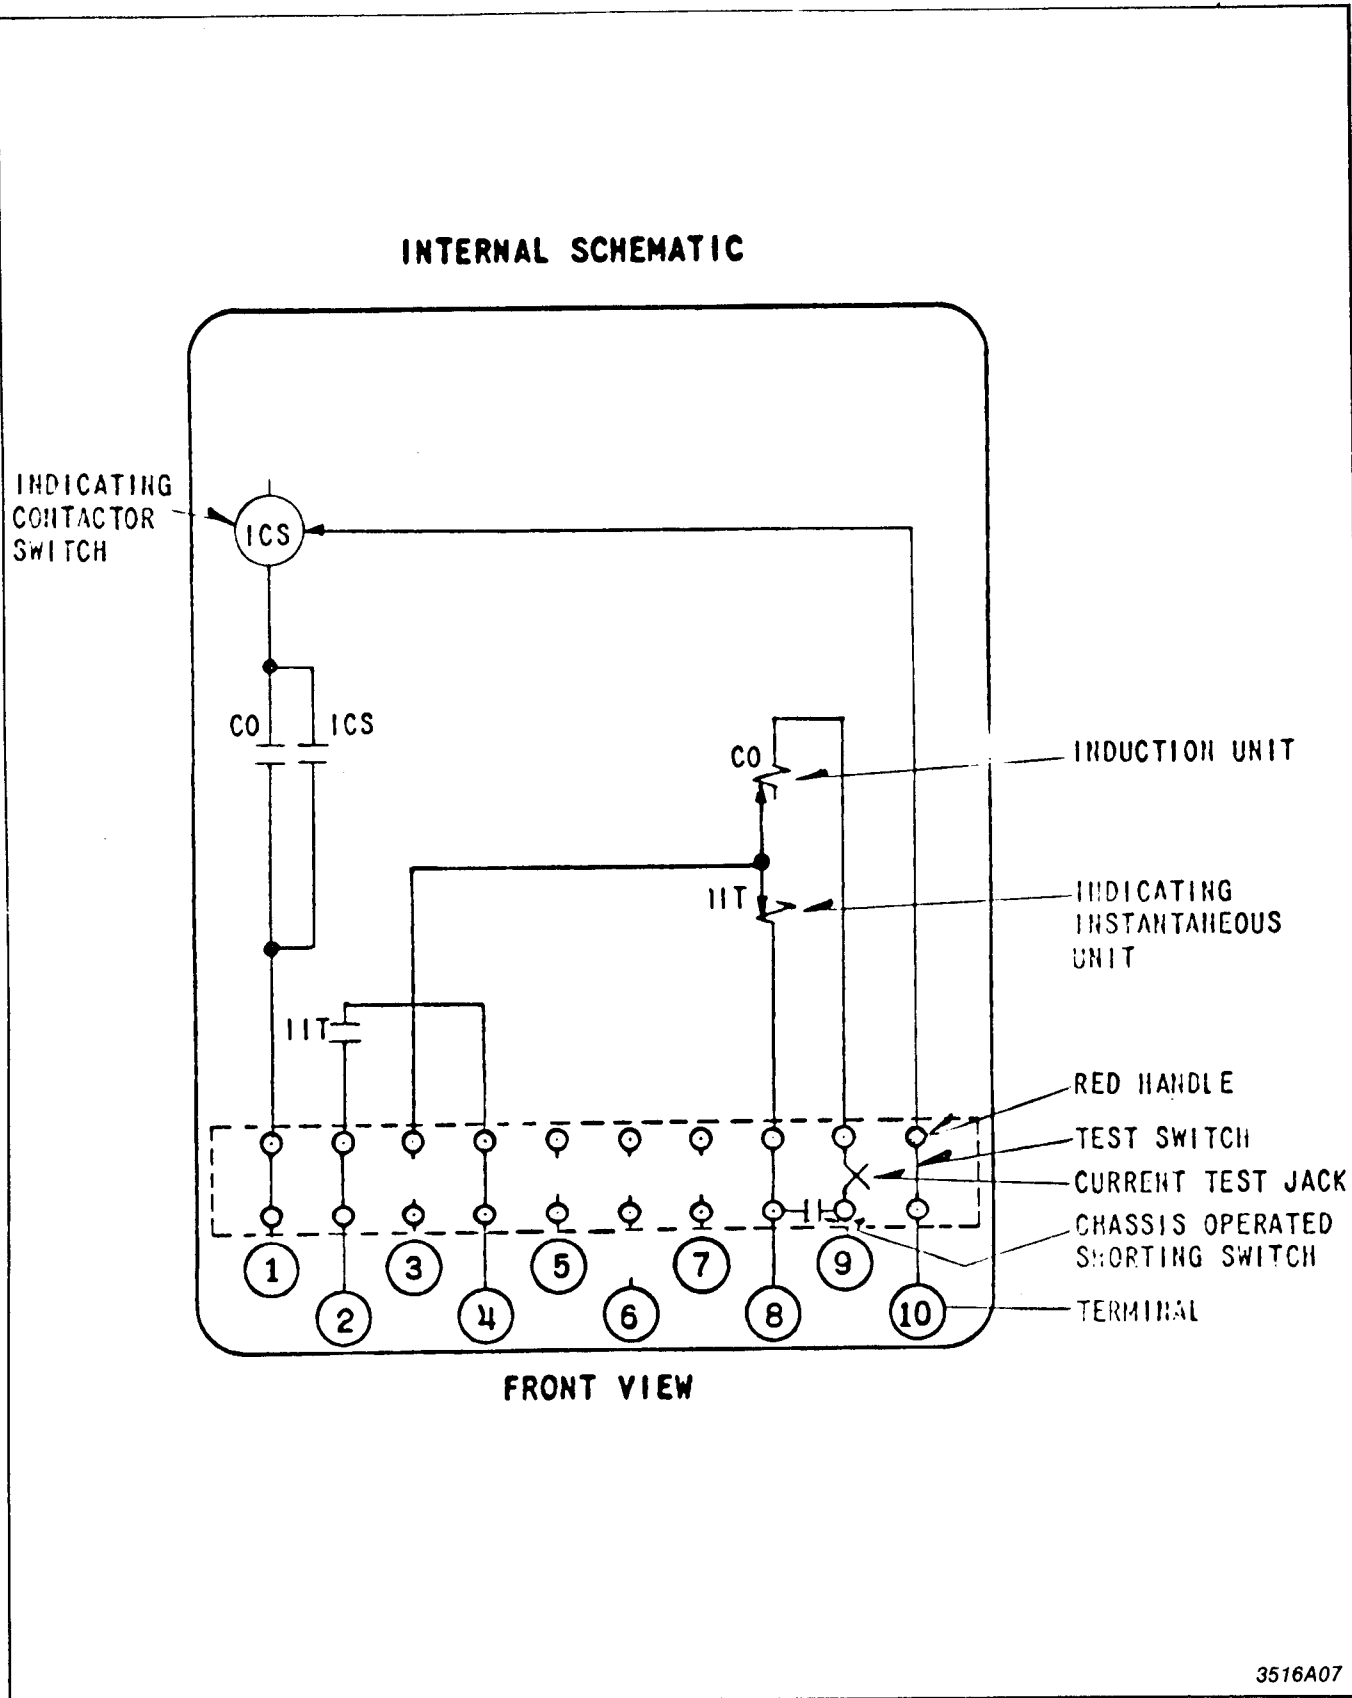 INTERNAL SCHEMATIC
INDICATING
CONTACTOR
SWITCH
ICS
CO
ICS
CO
INDUCTION UNIT
IIT
INDICATING
INSTANTANEOUS
UNIT
IIT
RED HANDLE
TEST SWITCH
CURRENT TEST JACK
CHASSIS OPERATED
SHORTING SWITCH
1
3
5
7
9
2
4
6
8
10
TERMINAL
FRONT VIEW
3516A07